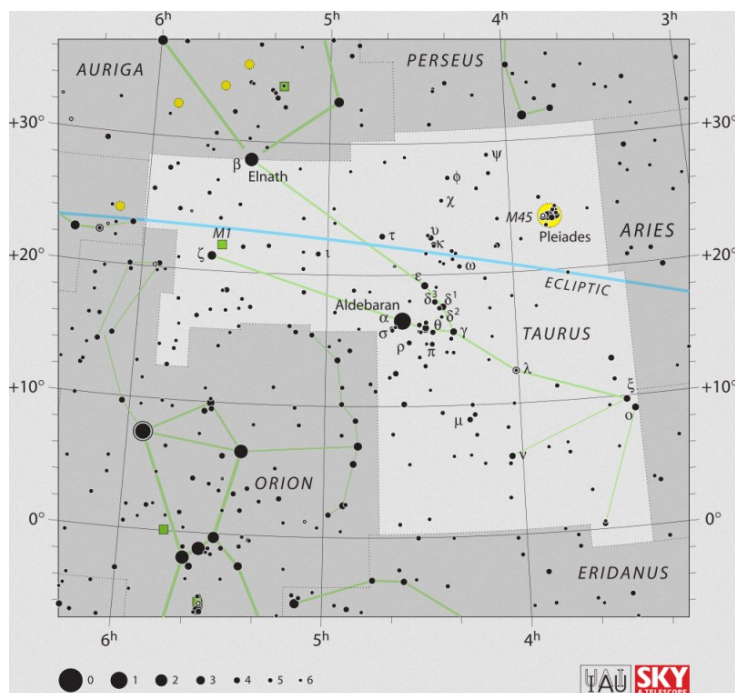 6h 5h 4h 3h
AURIGA
PERSEUS
+30° +30°
ψ
β
Elnath
ϕ
χ
M45
Pleiades
ARIES
M1
τ
υ
κ
ζ
ι
ω
+20° +20°
ECLIPTIC
ε
δ³ δ¹
Aldebaran
δ²
α
θ
σ
γ
TAURUS
ρ
π
λ
+10° +10°
ξ
ο
μ
ν
ORION
0° 0°
ERIDANUS
6h 5h 4h
0 1 2 3 4 5 6
IAU
SKY
& TELESCOPE